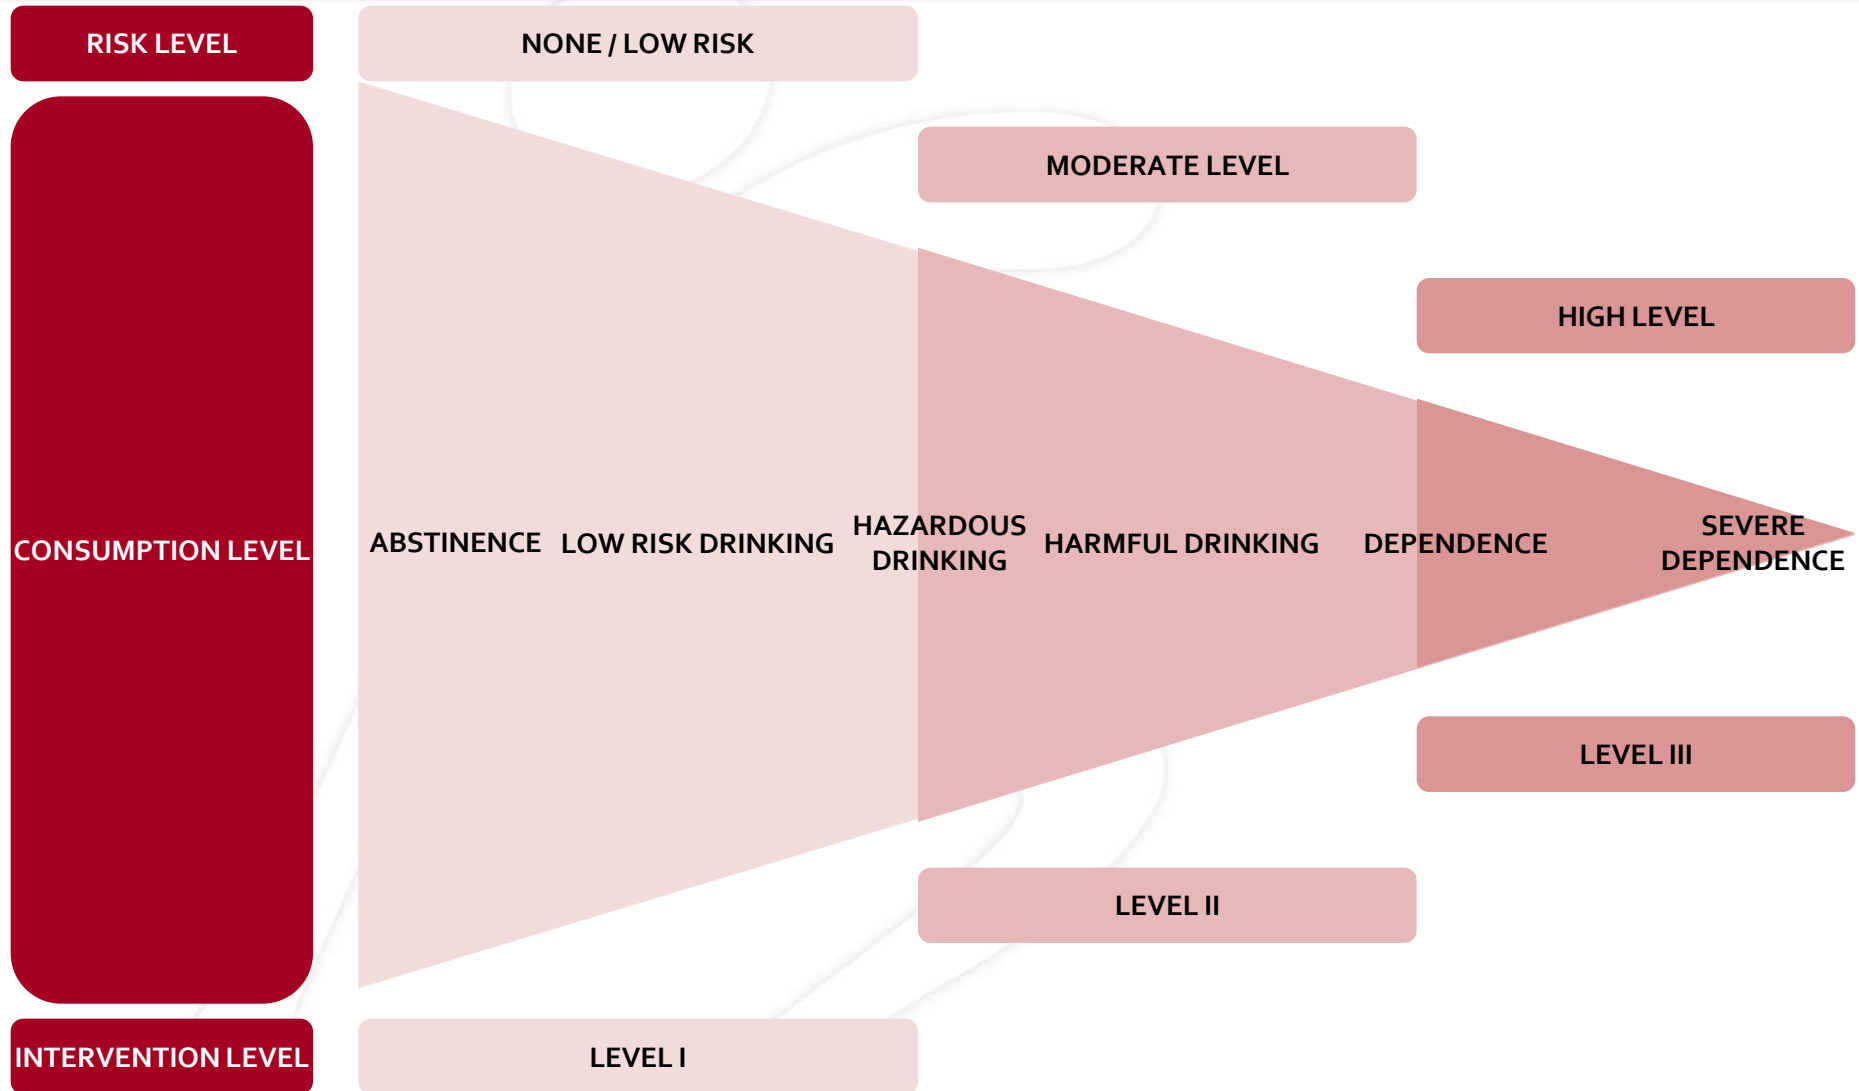 RISK LEVEL
NONE / LOW RISK
MODERATE LEVEL
HIGH LEVEL
CONSUMPTION LEVEL
ABSTINENCE
LOW RISK DRINKING
HAZARDOUS
DRINKING
HARMFUL DRINKING
DEPENDENCE
SEVERE
DEPENDENCE
LEVEL III
LEVEL II
INTERVENTION LEVEL
LEVEL I